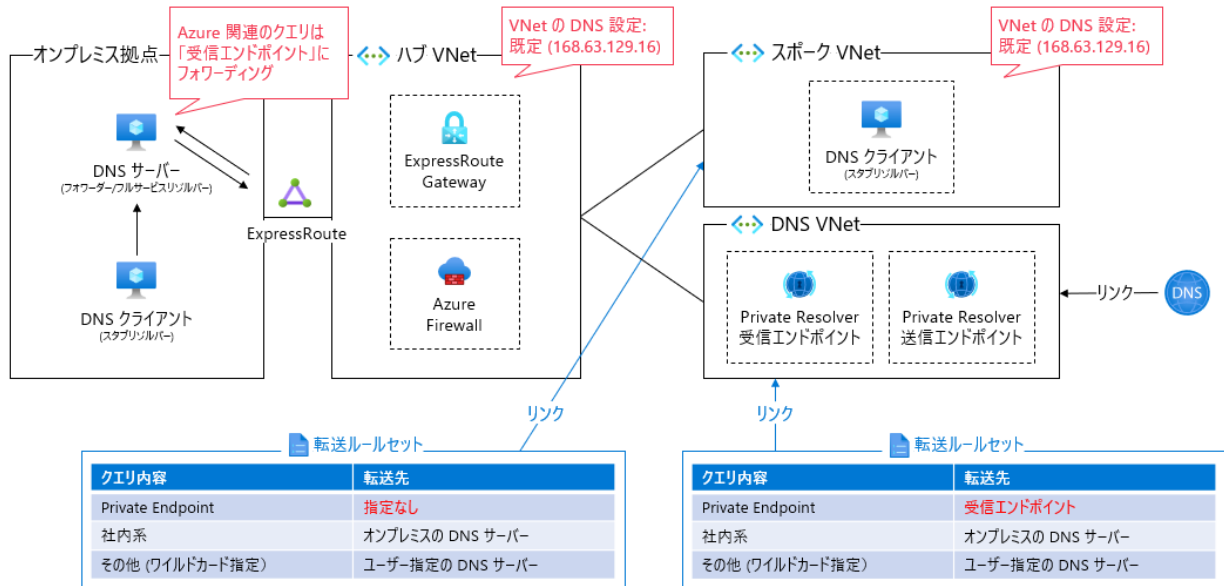 Azure 関連のクエリは
「受信エンドポイント」に
フォワーディング
VNet の DNS 設定:
既定 (168.63.129.16)
VNet の DNS 設定:
既定 (168.63.129.16)
オンプレミス拠点
ハブ VNet
スポーク VNet
DNS サーバー
(フォワーダー/フルサービスリゾルバー)
ExpressRoute
Gateway
DNS クライアント
(スタブリゾルバー)
ExpressRoute
DNS VNet
DNS クライアント
(スタブリゾルバー)
Azure
Firewall
Private Resolver
受信エンドポイント
Private Resolver
送信エンドポイント
リンク
DNS
リンク
リンク
転送ルールセット
クエリ内容 転送先
Private Endpoint 指定なし
社内系 オンプレミスの DNS サーバー
その他 (ワイルドカード指定) ユーザー指定の DNS サーバー
転送ルールセット
クエリ内容 転送先
Private Endpoint 受信エンドポイント
社内系 オンプレミスの DNS サーバー
その他 (ワイルドカード指定) ユーザー指定の DNS サーバー